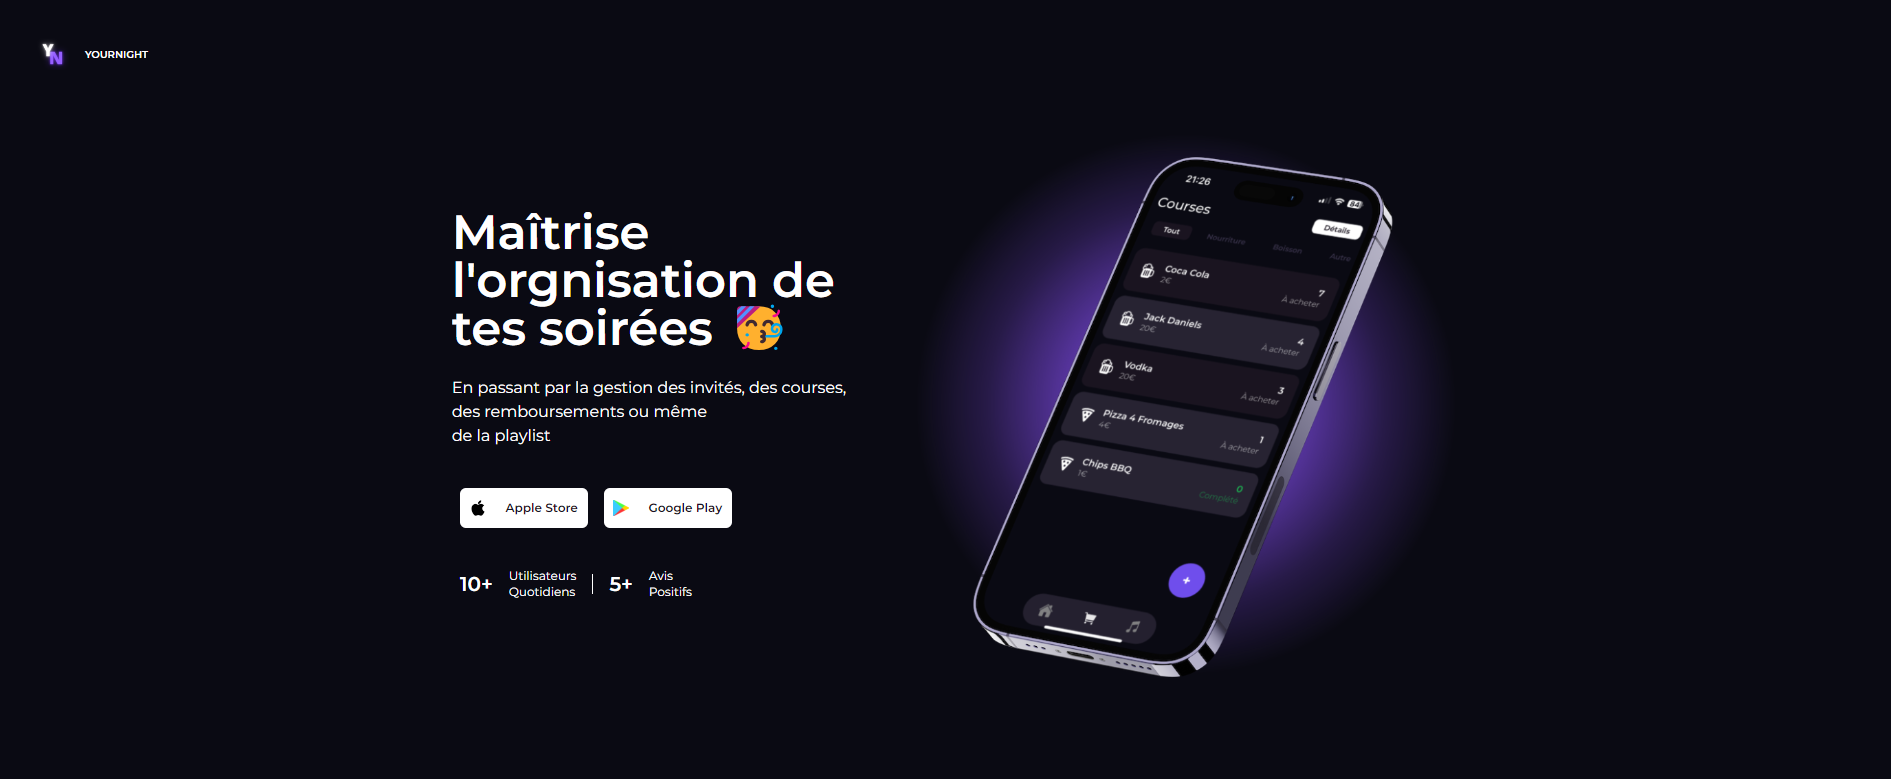 YN
YOURNIGHT
Maîtrise
l'orgnisation de
tes soirées
En passant par la gestion des invités, des courses,
des remboursements ou même
de la playlist
Apple Store
Google Play
10+
Utilisateurs
Quotidiens
5+
Avis
Positifs
21:26
84
Courses
Détails
Tout
Nourriture
Boisson
Autre
Coca Cola
2€
7
À acheter
Jack Daniels
20€
4
À acheter
Vodka
20€
3
À acheter
Pizza 4 Fromages
4€
1
À acheter
Chips BBQ
1€
0
Complète
+